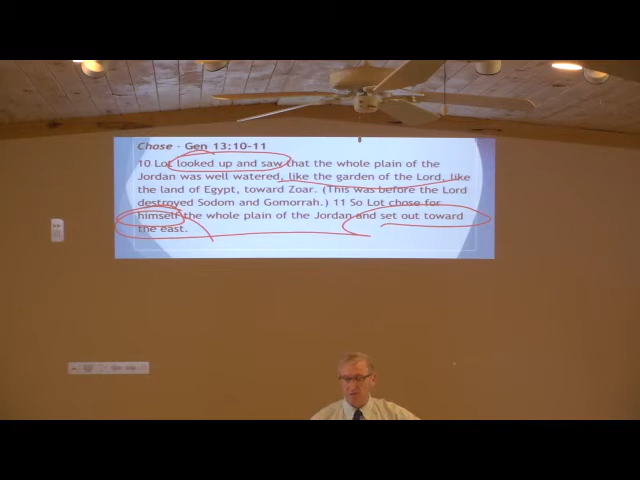 Chose - Gen 13:10-11
10 Lot looked up and saw that the whole plain of the
Jordan was well watered, like the garden of the Lord, like
the land of Egypt, toward Zoar. (This was before the Lord
destroyed Sodom and Gomorrah.) 11 So Lot chose for
himself the whole plain of the Jordan and set out toward
the east.